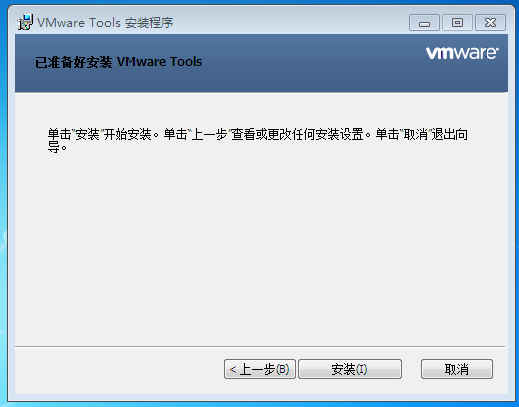 VMware Tools 安装程序
已准备好安装 VMware Tools
vmware
单击"安装"开始安装。单击"上一步"查看或更改任何安装设置。单击"取消"退出向
导。
< 上一步(B)
安装(I)
取消